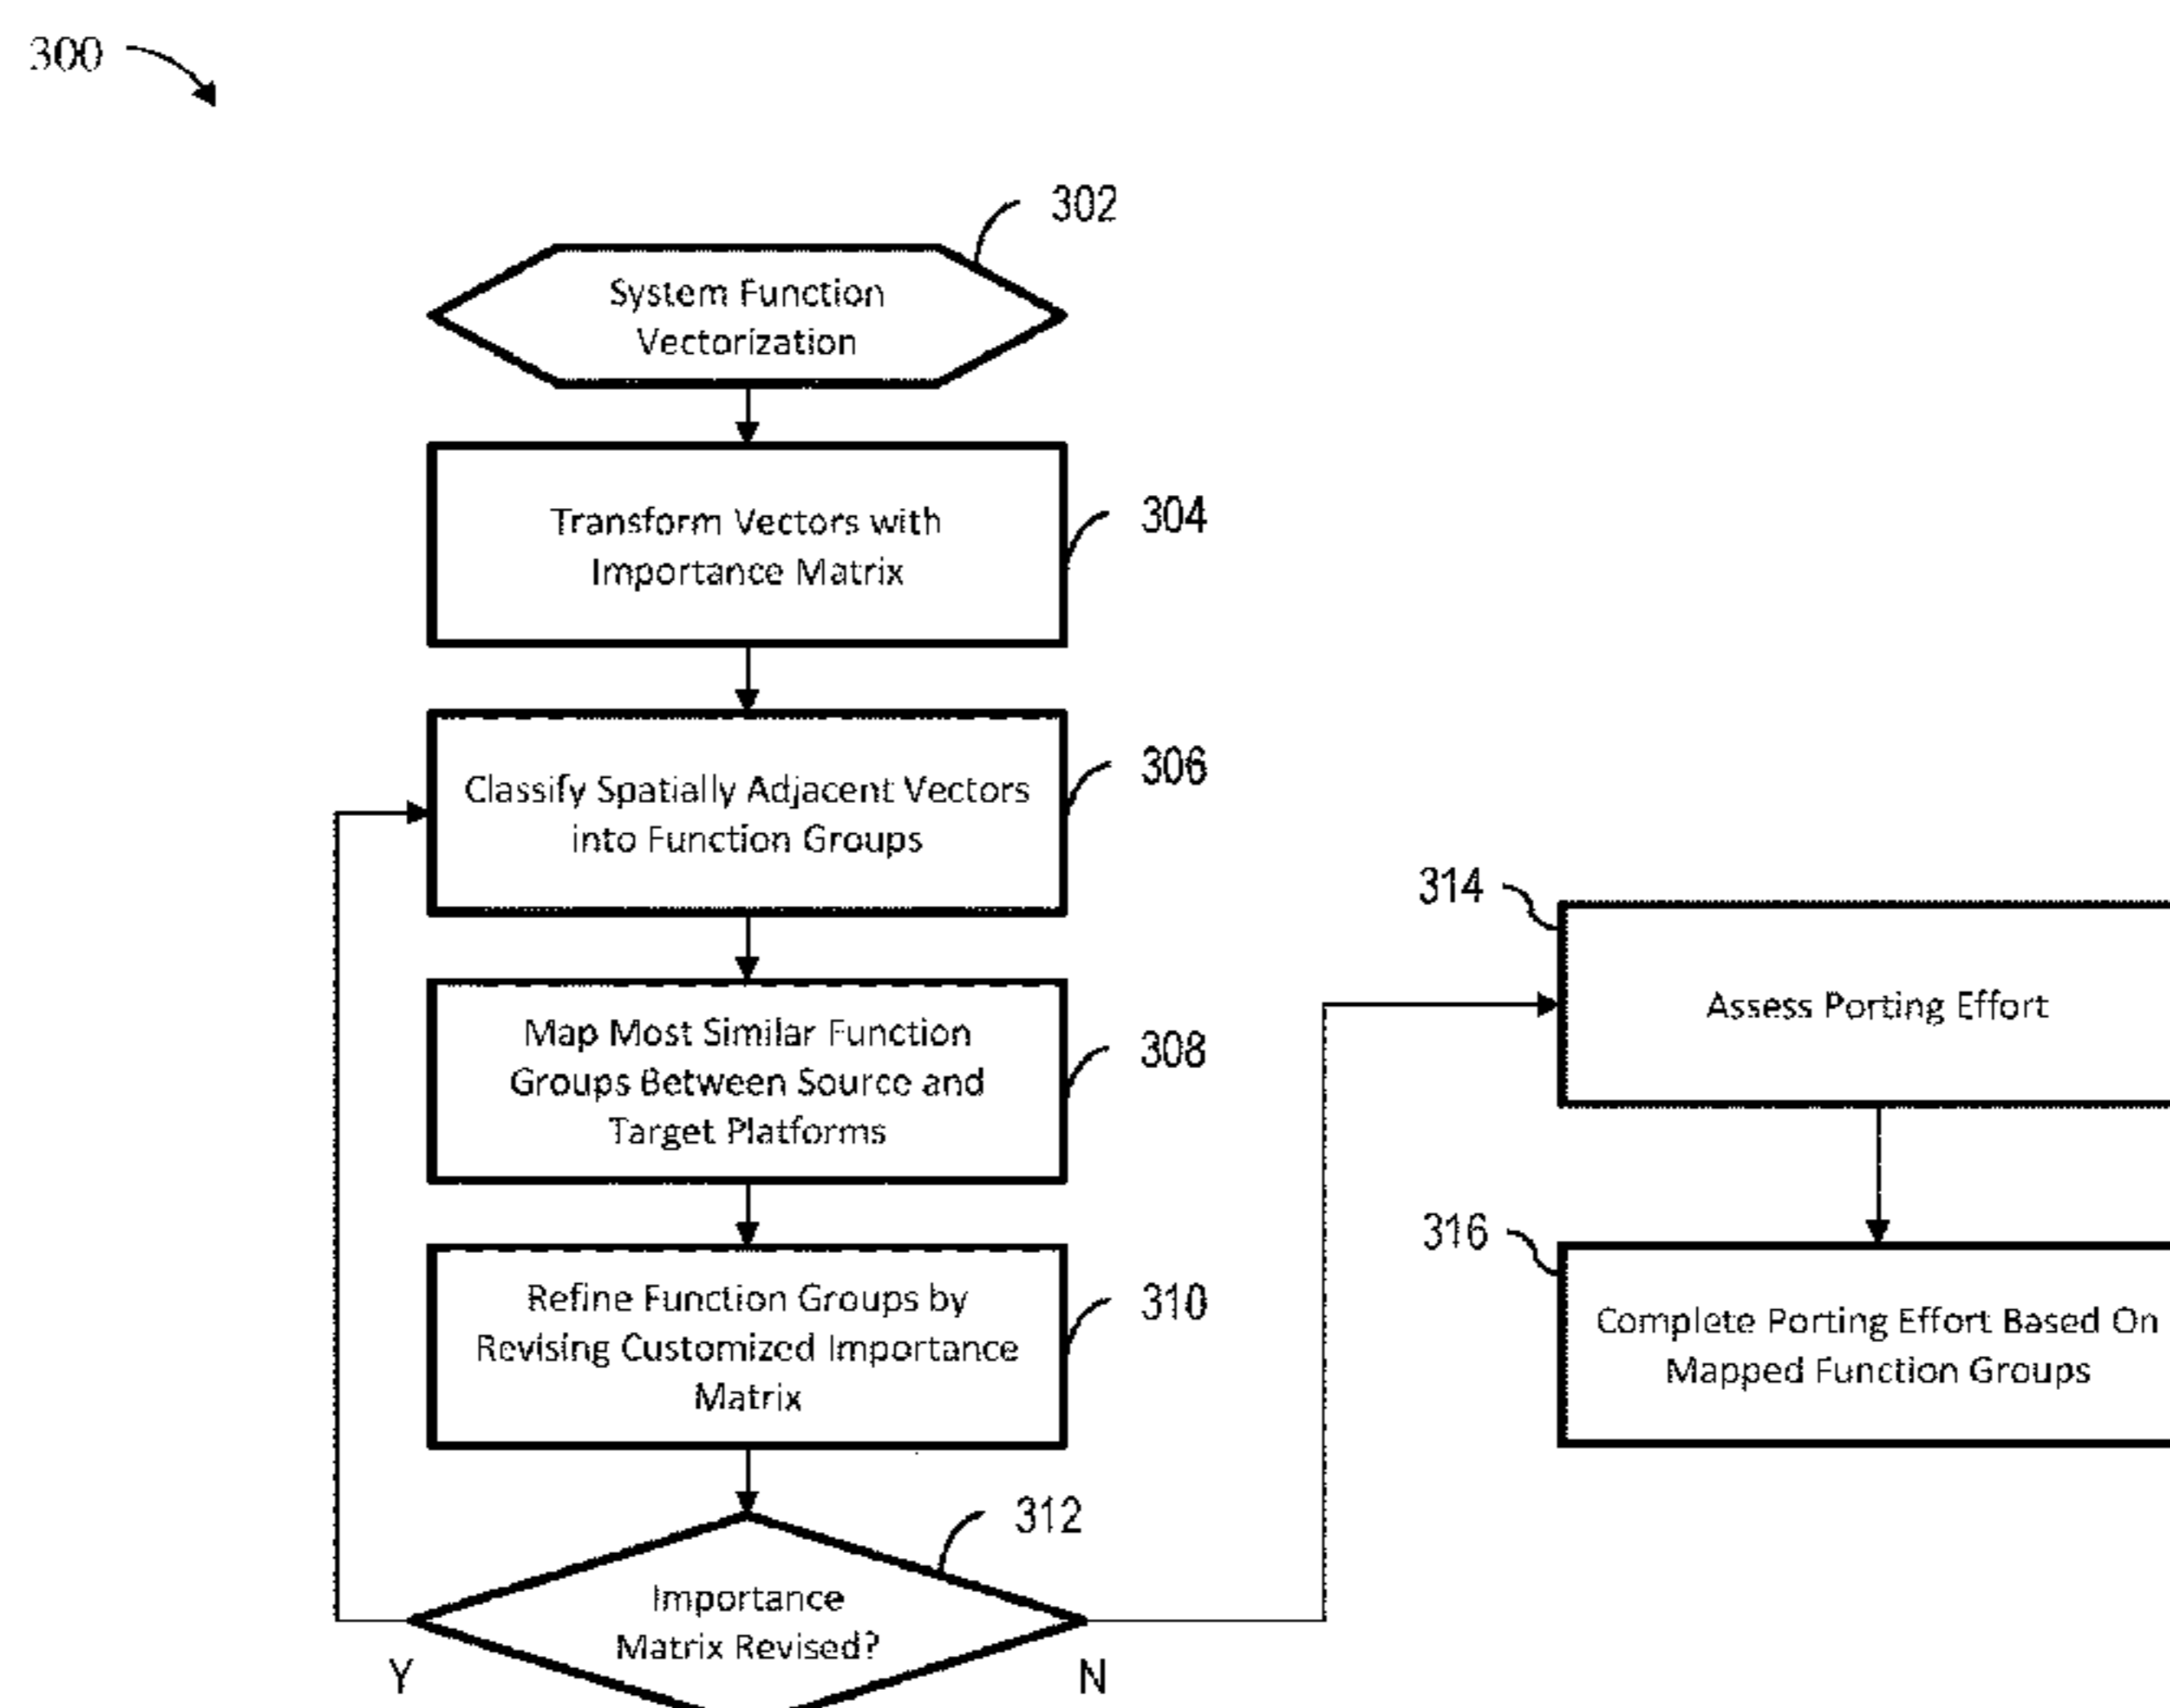 300
302
System Function
Vectorization
Transform Vectors with
Importance Matrix
304
Classify Spatially Adjacent Vectors
into Function Groups
306
Map Most Similar Function
Groups Between Source and
Target Platforms
308
Refine Function Groups by
Revising Customized Importance
Matrix
310
312
Importance
Matrix Revised?
Y
N
314
Assess Porting Effort
316
Complete Porting Effort Based On
Mapped Function Groups